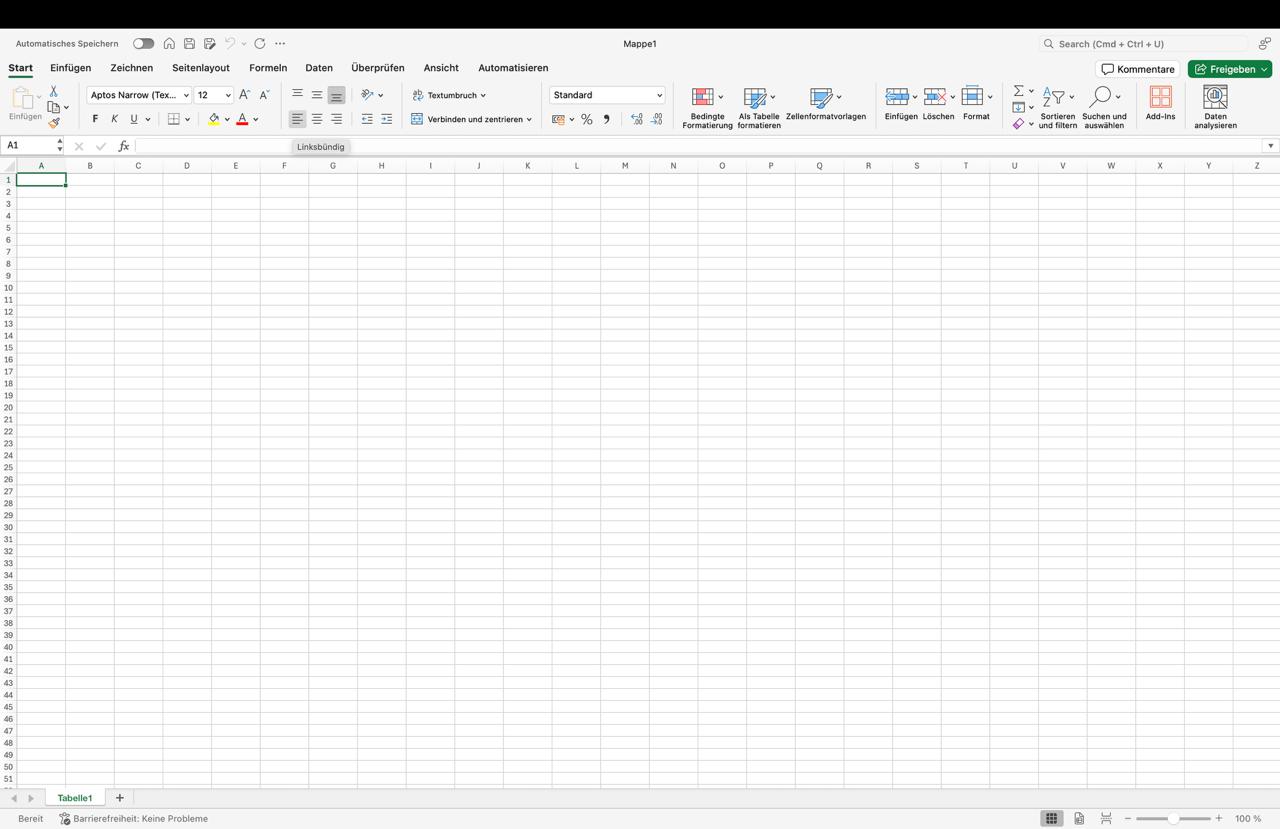 Automatisches Speichern
Mappe1
Search (Cmd + Ctrl + U)
Start Einfügen Zeichnen Seitenlayout Formeln Daten Überprüfen Ansicht Automatisieren
Kommentare
Freigeben
Einfügen
Aptos Narrow (Tex...
12
F K U
A
Textumbruch
Verbinden und zentrieren
Standard
Bedingte Formatierung
Als Tabelle formatieren
Zellenformatvorlagen
Einfügen
Löschen
Format
Sortieren und filtern
Suchen und auswählen
Add-Ins
Daten analysieren
A1
fx
Linksbündig
A B C D E F G H I J K L M N O P Q R S T U V W X Y Z
1
2
3
4
5
6
7
8
9
10
11
12
13
14
15
16
17
18
19
20
21
22
23
24
25
26
27
28
29
30
31
32
33
34
35
36
37
38
39
40
41
42
43
44
45
46
47
48
49
50
51
Tabelle1
Bereit
Barrierefreiheit: Keine Probleme
100 %